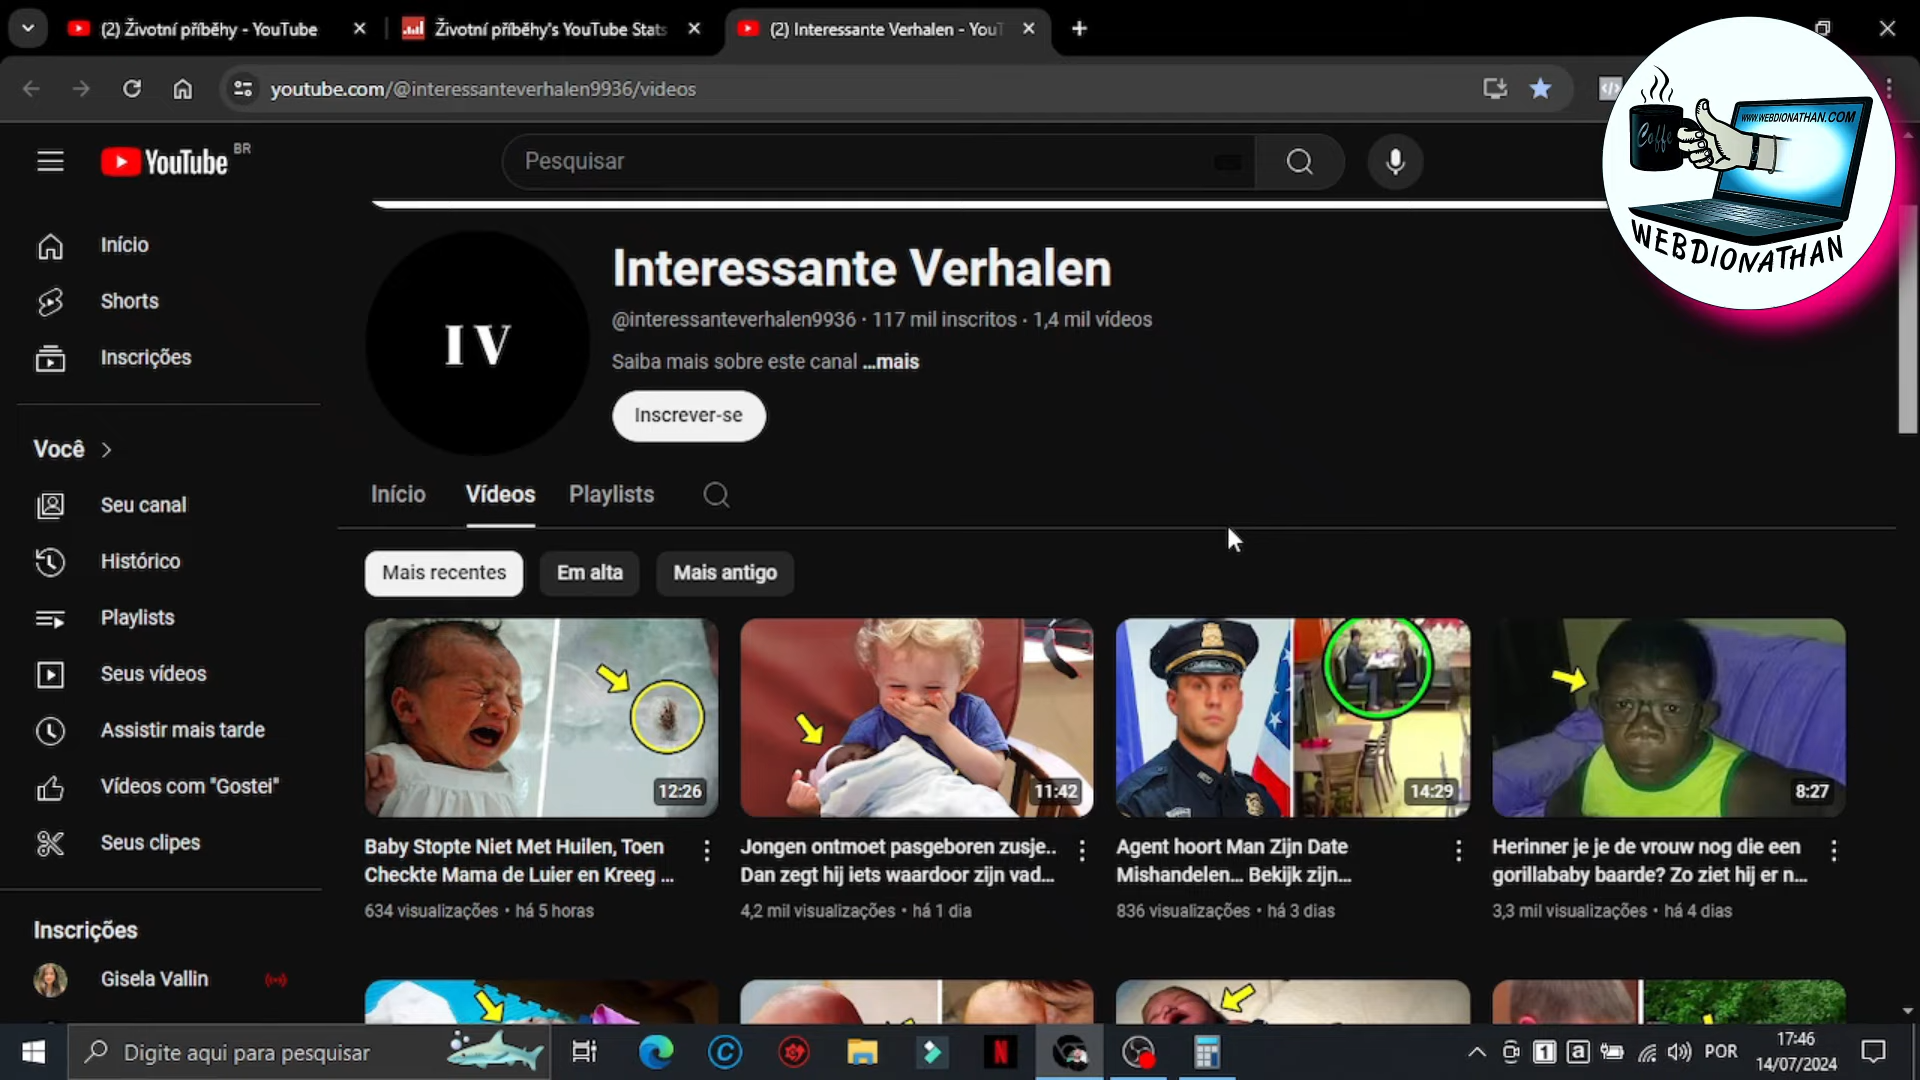 (2) Životní příběhy - YouTube
Životní příběhy's YouTube Stats
(2) Interessante Verhalen - You
youtube.com/@interessanteverhalen9936/videos
WWW.WEBDIONATHAN.COM
Coffe
WEBDIONATHAN
YouTube BR
Pesquisar
Início
Shorts
Inscrições
Você
Seu canal
Histórico
Playlists
Seus vídeos
Assistir mais tarde
Vídeos com "Gostei"
Seus clipes
Inscrições
Gisela Vallin
IV
Interessante Verhalen
@interessanteverhalen9936 · 117 mil inscritos · 1,4 mil vídeos
Saiba mais sobre este canal ...mais
Inscrever-se
Início Vídeos Playlists
Mais recentes Em alta Mais antigo
12:26
11:42
14:29
8:27
Baby Stopte Niet Met Huilen, Toen
Checkte Mama de Luier en Kreeg ...
634 visualizações • há 5 horas
Jongen ontmoet pasgeboren zusje..
Dan zegt hij iets waardoor zijn vad...
4,2 mil visualizações • há 1 dia
Agent hoort Man Zijn Date
Mishandelen... Bekijk zijn...
836 visualizações • há 3 dias
Herinner je je de vrouw nog die een
gorillababy baarde? Zo ziet hij er n...
3,3 mil visualizações • há 4 dias
Digite aqui para pesquisar
POR
17:46
14/07/2024